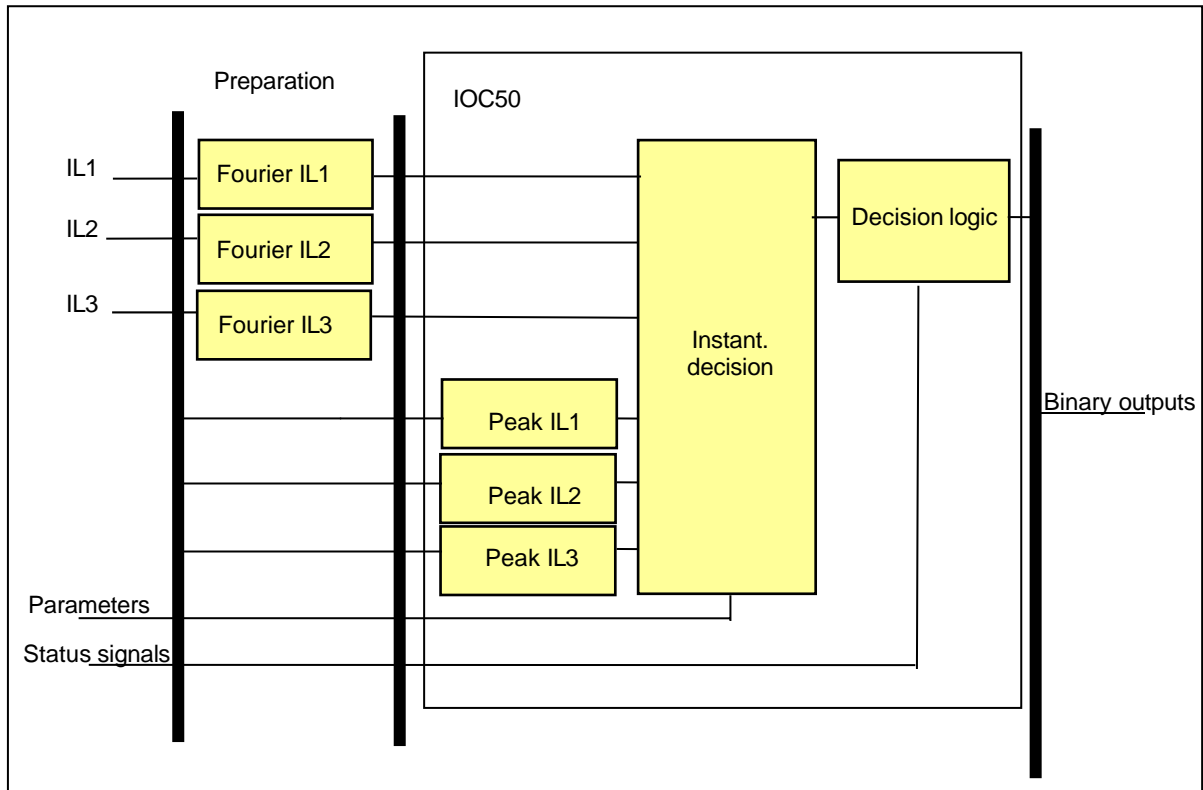 Preparation
IOC50
IL1
Fourier IL1
IL2
Fourier IL2
IL3
Fourier IL3
Instant.
decision
Decision logic
Peak IL1
Peak IL2
Peak IL3
Binary outputs
Parameters
Status signals